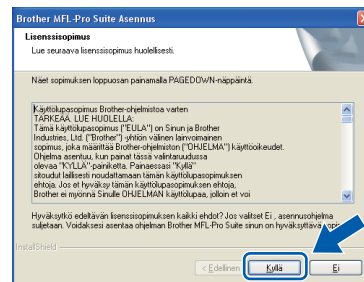 Brother MFL-Pro Suite Asennus
Lisenssisopimus
Lue seuraava lisenssisopimus huolellisesti.
Näet sopimuksen loppuosan painamalla PAGEDOWN-näppäintä.
Käyttölupasopimus Brother-ohjelmistoa varten
TÄRKEÄÄ. LUE HUOLELLA:
Tämä käyttölupasopimus ("EULA") on Sinun ja Brother
Industries, Ltd. ("Brother") -yhtiön välinen lainvoimainen
sopimus, joka määrittää Brother-ohjelmiston ("OHJELMA") käyttöoikeudet.
Ohjelma asentuu, kun painat tässä valintaruudussa
olevaa "KYLLÄ"-painiketta. Painaessasi "Kyllä"
sitoudut laillisesti noudattamaan tämän käyttölupasopimuksen
ehtoja. Jos et hyväksy tämän käyttölupasopimuksen ehtoja,
Brother ei myönnä Sinulle OHJELMAN käyttölupaa, jolloin et voi
Hyväksytkö edeltävän lisenssisopimuksen kaikki ehdot? Jos valitset Ei , asennusohjelma
suljetaan. Voidaksesi asentaa ohjelman Brother MFL-Pro Suite sinun on hyväksyttävä
InstallShield
< Edellinen
Kyllä
Ei